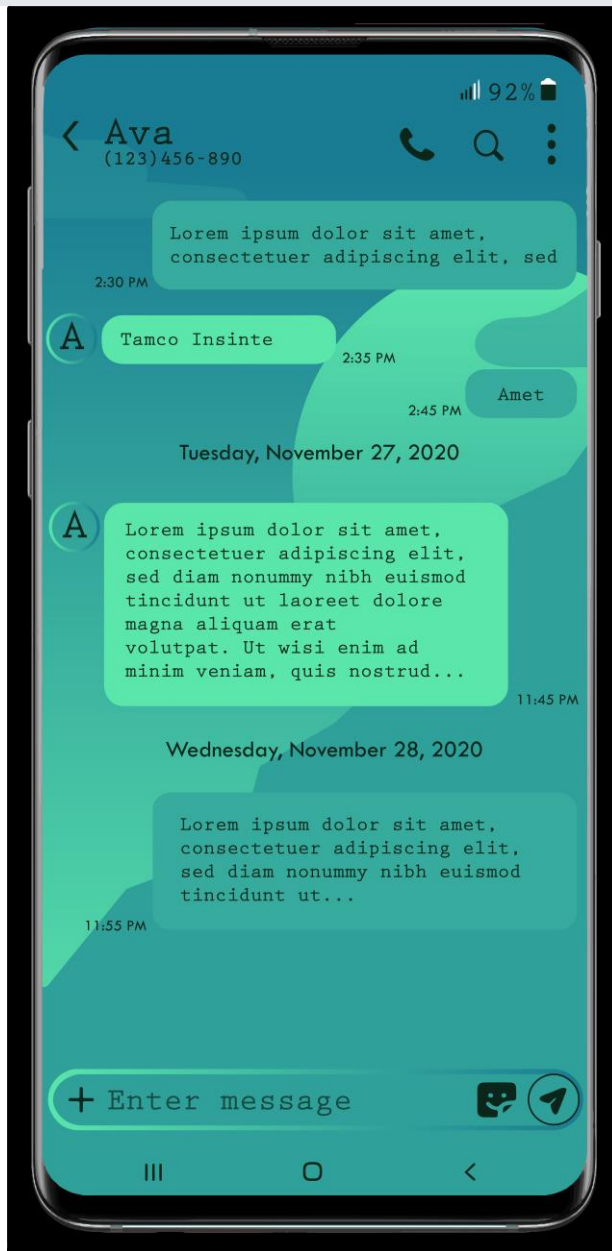 92%
Ava
(123)456-890
Lorem ipsum dolor sit amet,
consectetuer adipiscing elit, sed
2:30 PM
A
Tamco Insinte
2:35 PM
Amet
2:45 PM
Tuesday, November 27, 2020
A
Lorem ipsum dolor sit amet,
consectetuer adipiscing elit,
sed diam nonummy nibh euismod
tincidunt ut laoreet dolore
magna aliquam erat
volutpat. Ut wisi enim ad
minim veniam, quis nostrud...
11:45 PM
Wednesday, November 28, 2020
Lorem ipsum dolor sit amet,
consectetuer adipiscing elit,
sed diam nonummy nibh euismod
tincidunt ut...
11:55 PM
Enter message